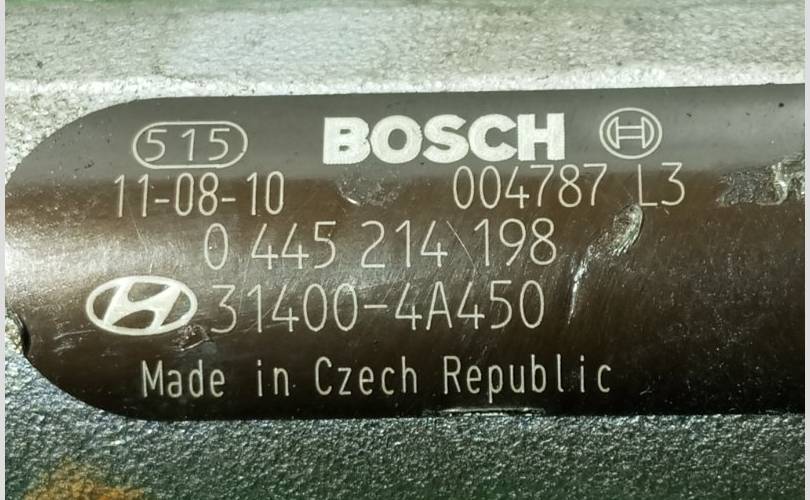 515 BOSCH
11-08-10 004787 L3
0 445 214 198
31400-4A450
Made in Czech Republic